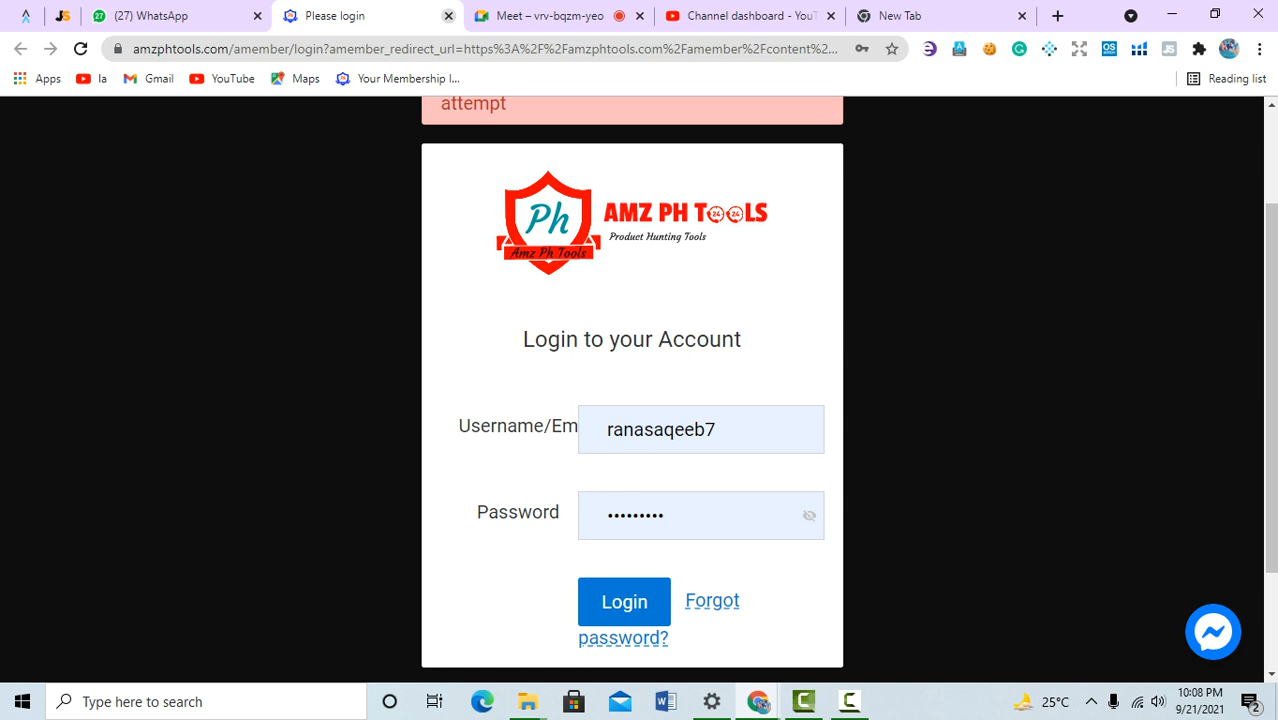 (27) WhatsApp
Please login
Meet – vrv-bqzm-yeo
Channel dashboard - YouT
New Tab
amzphtools.com/amember/login?amember_redirect_url=https%3A%2F%2Famzphtools.com%2Famember%2Fcontent%2...
Apps
la
Gmail
YouTube
Maps
Your Membership I...
Reading list
attempt
Ph
Amz Ph Tools
AMZ PH TOOLS
Product Hunting Tools
Login to your Account
Username/Em
ranasaqeeb7
Password
•••••••••
Login
Forgot
password?
Type here to search
25°C
10:08 PM
9/21/2021
2